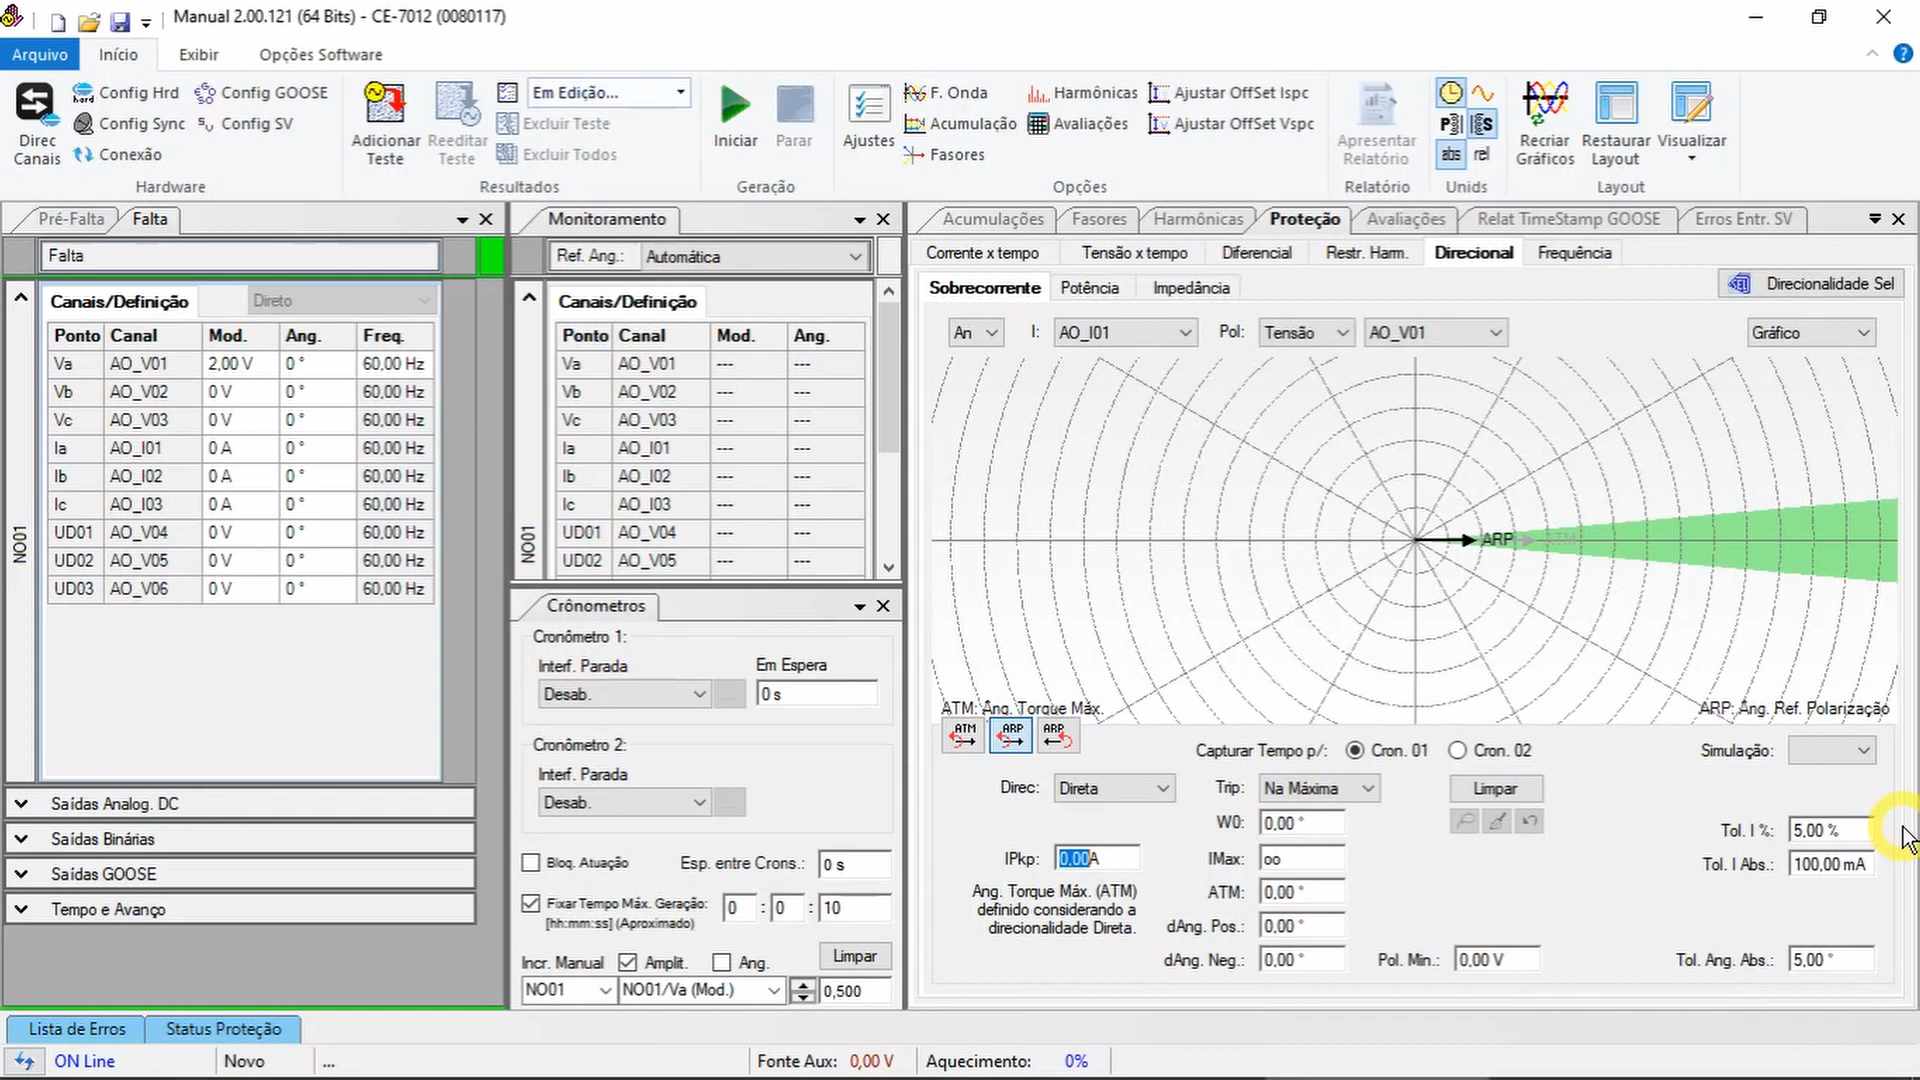 Manual 2.00.121 (64 Bits) - CE-7012 (0080117)
Arquivo Início Exibir Opções Software
Direc Canais
Config Hrd
Config Sync
Conexão
Config GOOSE
Config SV
Hardware
Adicionar Teste
Reeditar Teste
Em Edição...
Excluir Teste
Excluir Todos
Resultados
Iniciar
Parar
Geração
Ajustes
F. Onda
Acumulação
Fasores
Harmônicas
Avaliações
Ajustar OffSet Ispc
Ajustar OffSet Vspc
Opções
Apresentar Relatório
Relatório
abs rel
Unids
Recriar Gráficos
Restaurar Layout
Visualizar
Layout
Pré-Falta Falta
Falta
Canais/Definição Direto
Ponto Canal Mod. Ang. Freq.
Va AO_V01 2,00 V 0 ° 60,00 Hz
Vb AO_V02 0 V 0 ° 60,00 Hz
Vc AO_V03 0 V 0 ° 60,00 Hz
Ia AO_I01 0 A 0 ° 60,00 Hz
Ib AO_I02 0 A 0 ° 60,00 Hz
Ic AO_I03 0 A 0 ° 60,00 Hz
UD01 AO_V04 0 V 0 ° 60,00 Hz
UD02 AO_V05 0 V 0 ° 60,00 Hz
UD03 AO_V06 0 V 0 ° 60,00 Hz
NO01
Saídas Analog. DC
Saídas Binárias
Saídas GOOSE
Tempo e Avanço
Monitoramento
Ref. Ang.: Automática
Canais/Definição
Ponto Canal Mod. Ang.
Va AO_V01 --- ---
Vb AO_V02 --- ---
Vc AO_V03 --- ---
Ia AO_I01 --- ---
Ib AO_I02 --- ---
Ic AO_I03 --- ---
UD01 AO_V04 --- ---
UD02 AO_V05 --- ---
NO01
Crônometros
Cronômetro 1:
Interf. Parada Em Espera
Desab. ... 0 s
Cronômetro 2:
Interf. Parada
Desab. ...
Bloq. Atuação Esp. entre Crons.: 0 s
Fixar Tempo Máx. Geração: 0 : 0 : 10
[hh:mm:ss] (Aproximado)
Incr. Manual Amplit. Ang. Limpar
NO01 NO01/Va (Mod.) 0,500
Acumulações Fasores Harmônicas Proteção Avaliações Relat TimeStamp GOOSE Erros Entr. SV
Corrente x tempo Tensão x tempo Diferencial Restr. Harm. Direcional Frequência
Sobrecorrente Potência Impedância Direcionalidade Sel
An I: AO_I01 Pol: Tensão AO_V01 Gráfico
ARP ATM
ATM: Ang. Torque Máx. ARP: Ang. Ref. Polarização
ATM ARP ARP
Capturar Tempo p/: Cron. 01 Cron. 02 Simulação:
Direc: Direta Trip: Na Máxima Limpar
W0: 0,00 ° Tol. I %: 5,00 %
IPkp: 0,00A IMax: oo Tol. I Abs.: 100,00 mA
Ang. Torque Máx. (ATM)
definido considerando a
direcionalidade Direta.
ATM: 0,00 °
dAng. Pos.: 0,00 °
dAng. Neg.: 0,00 ° Pol. Min.: 0,00 V Tol. Ang. Abs.: 5,00 °
Lista de Erros Status Proteção
ON Line Novo ... Fonte Aux: 0,00 V Aquecimento: 0%